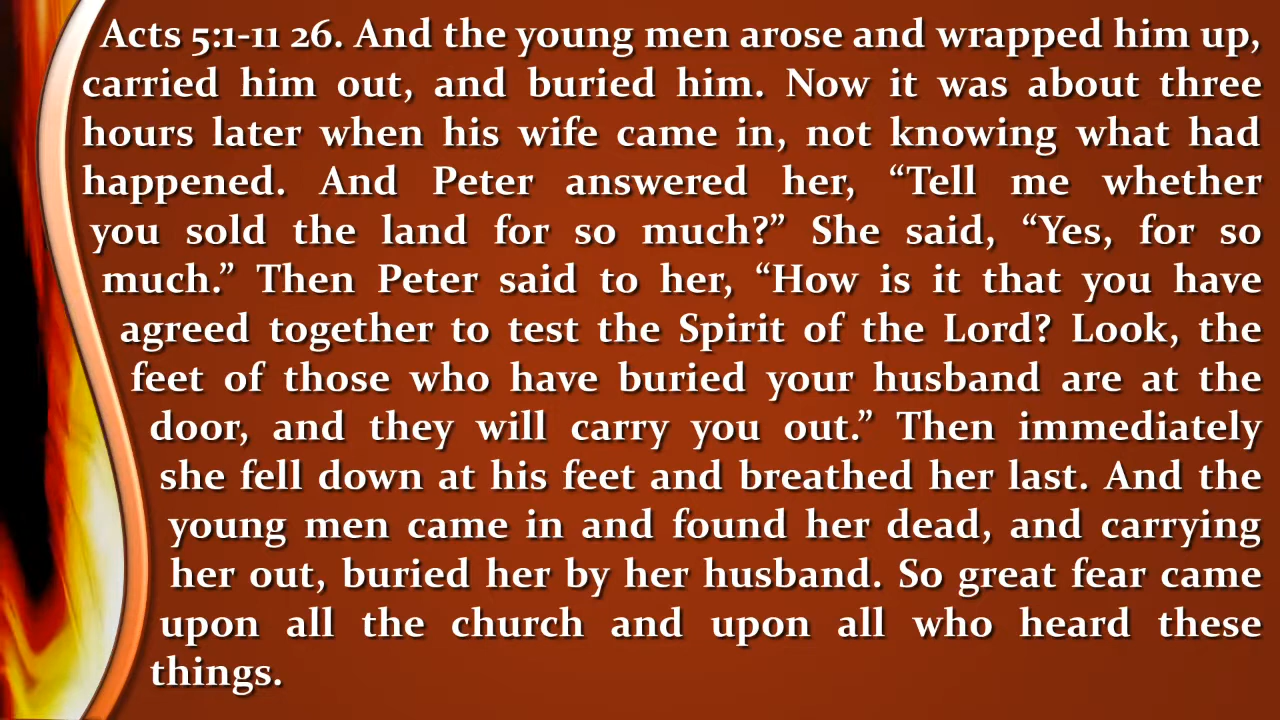 Acts 5:1-11 26. And the young men arose and wrapped him up,
carried him out, and buried him. Now it was about three
hours later when his wife came in, not knowing what had
happened. And Peter answered her, “Tell me whether
you sold the land for so much?” She said, “Yes, for so
much.” Then Peter said to her, “How is it that you have
agreed together to test the Spirit of the Lord? Look, the
feet of those who have buried your husband are at the
door, and they will carry you out.” Then immediately
she fell down at his feet and breathed her last. And the
young men came in and found her dead, and carrying
her out, buried her by her husband. So great fear came
upon all the church and upon all who heard these
things.